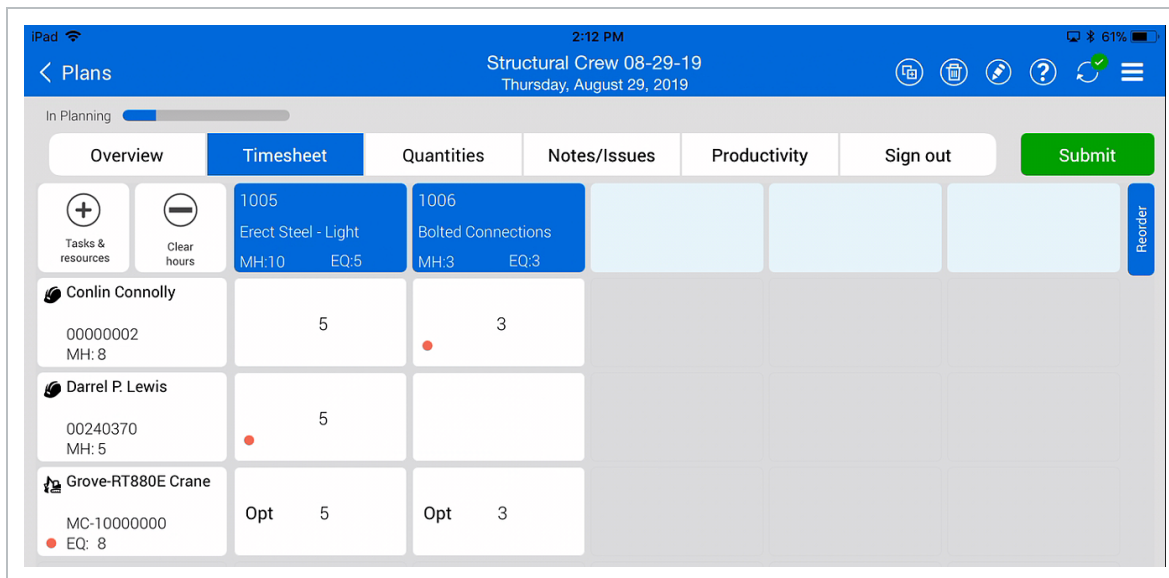 iPad 2:12 PM 61%
Plans
Structural Crew 08-29-19
Thursday, August 29, 2019
In Planning
Overview Timesheet Quantities Notes/Issues Productivity Sign out Submit
Tasks &
resources
Clear
hours
1005
Erect Steel - Light
MH:10 EQ:5
1006
Bolted Connections
MH:3 EQ:3
Reorder
Conlin Connolly
00000002
MH: 8
5 3
Darrel P. Lewis
00240370
MH: 5
5
Grove-RT880E Crane
MC-10000000
EQ: 8
Opt 5 Opt 3